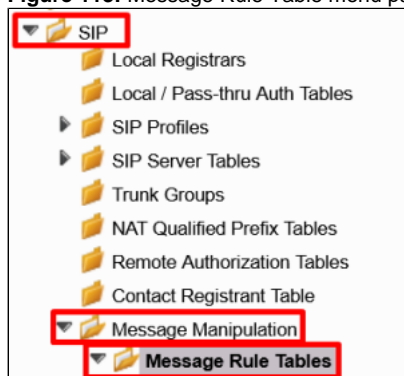 Message Rule Table menu p
SIP
Local Registrars
Local / Pass-thru Auth Tables
SIP Profiles
SIP Server Tables
Trunk Groups
NAT Qualified Prefix Tables
Remote Authorization Tables
Contact Registrant Table
Message Manipulation
Message Rule Tables